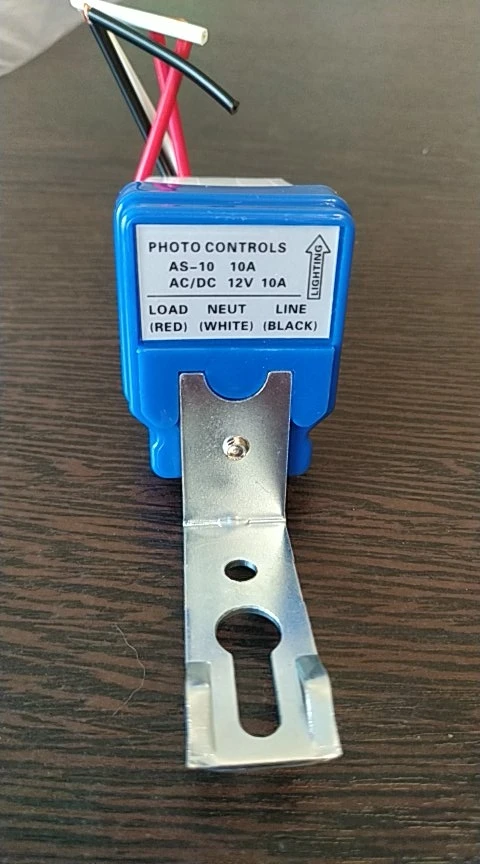 PHOTO CONTROLS
AS-10 10A
AC/DC 12V 10A
LIGHTING
LOAD NEUT LINE
(RED) (WHITE) (BLACK)